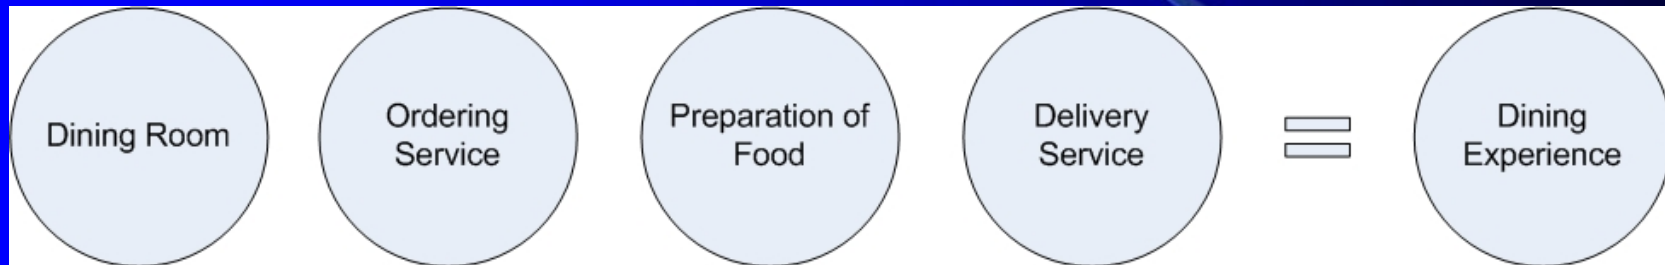 Dining Room
Ordering
Service
Preparation of
Food
Delivery
Service
=
Dining
Experience